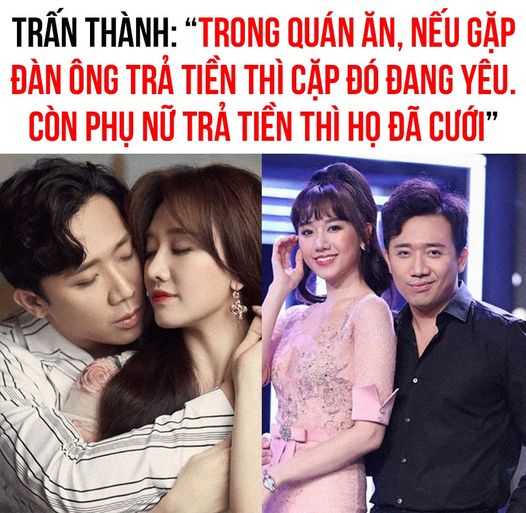 TRẤN THÀNH: “TRONG QUÁN ĂN, NẾU GẶP
ĐÀN ÔNG TRẢ TIỀN THÌ CẶP ĐÓ ĐANG YÊU.
CÒN PHỤ NỮ TRẢ TIỀN THÌ HỌ ĐÃ CƯỚI”